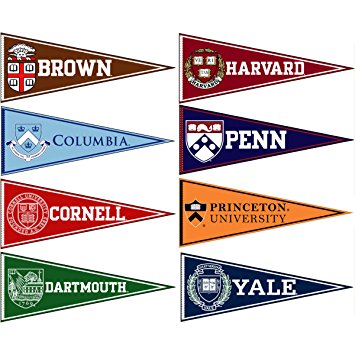 BROWN
HARVARD
COLUMBIA
PENN
CORNELL
PRINCETON
UNIVERSITY
DARTMOUTH
YALE